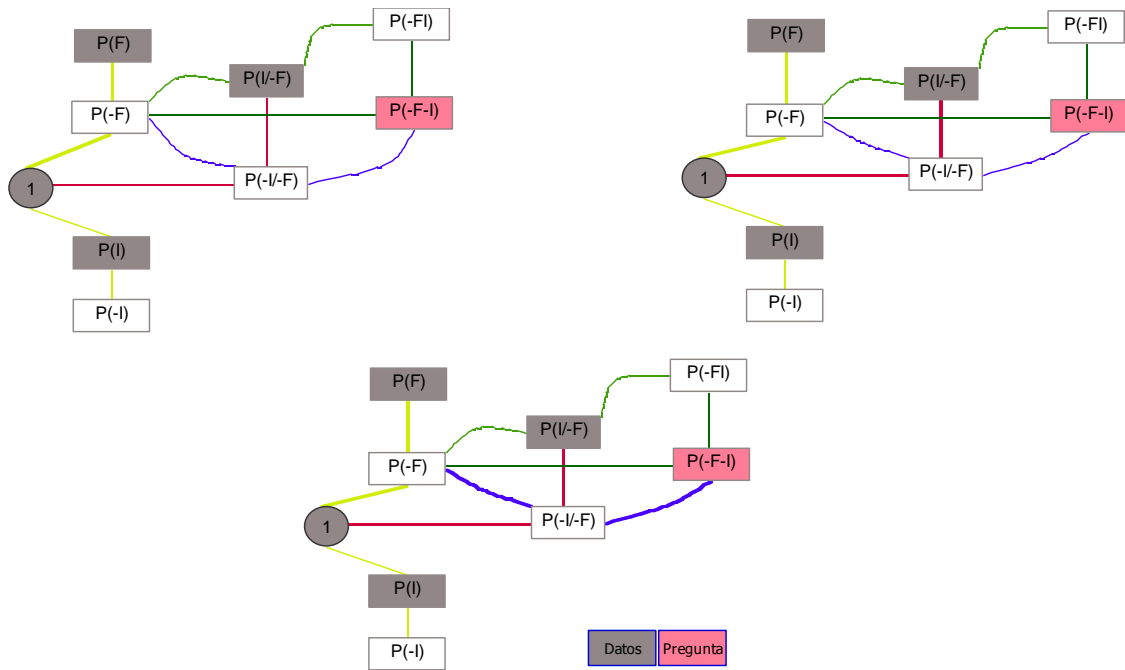 P(-FI)
P(F)
P(I/-F)
P(-F)
P(-F-I)
P(-I/-F)
1
P(I)
P(-I)
P(-FI)
P(F)
P(I/-F)
P(-F)
P(-F-I)
P(-I/-F)
1
P(I)
P(-I)
P(-FI)
P(F)
P(I/-F)
P(-F)
P(-F-I)
P(-I/-F)
1
P(I)
P(-I)
Datos
Pregunta